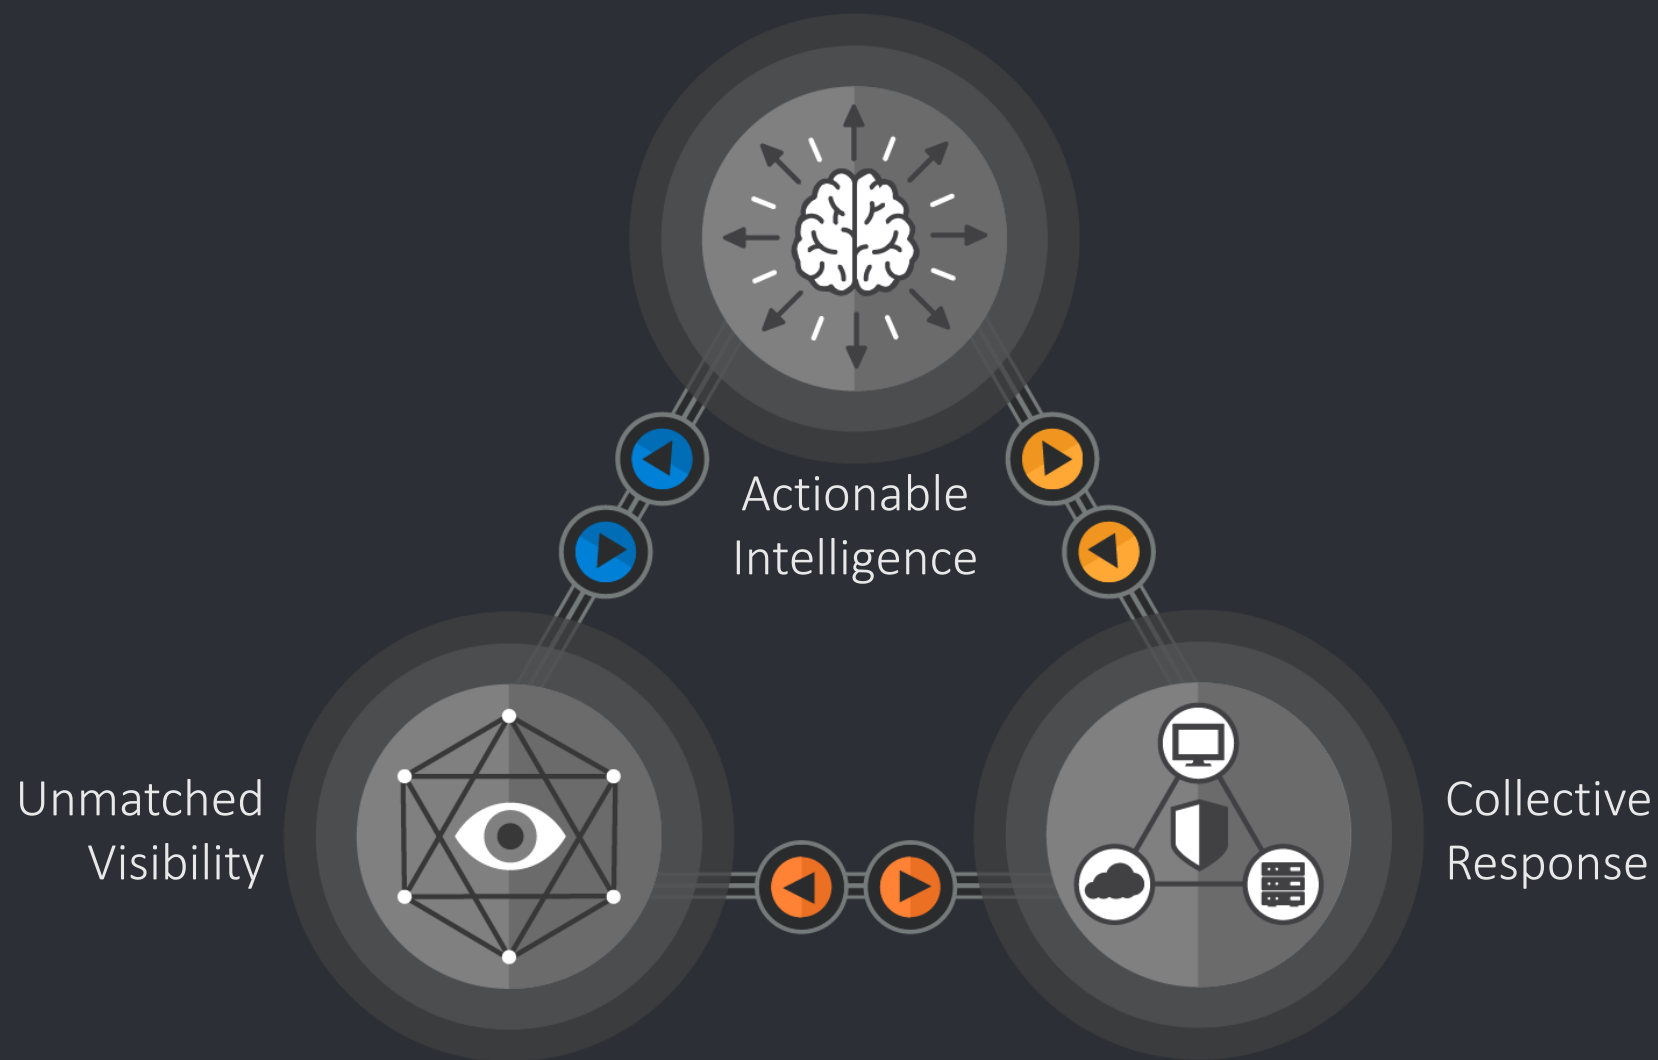 Actionable
Intelligence
Unmatched
Visibility
Collective
Response